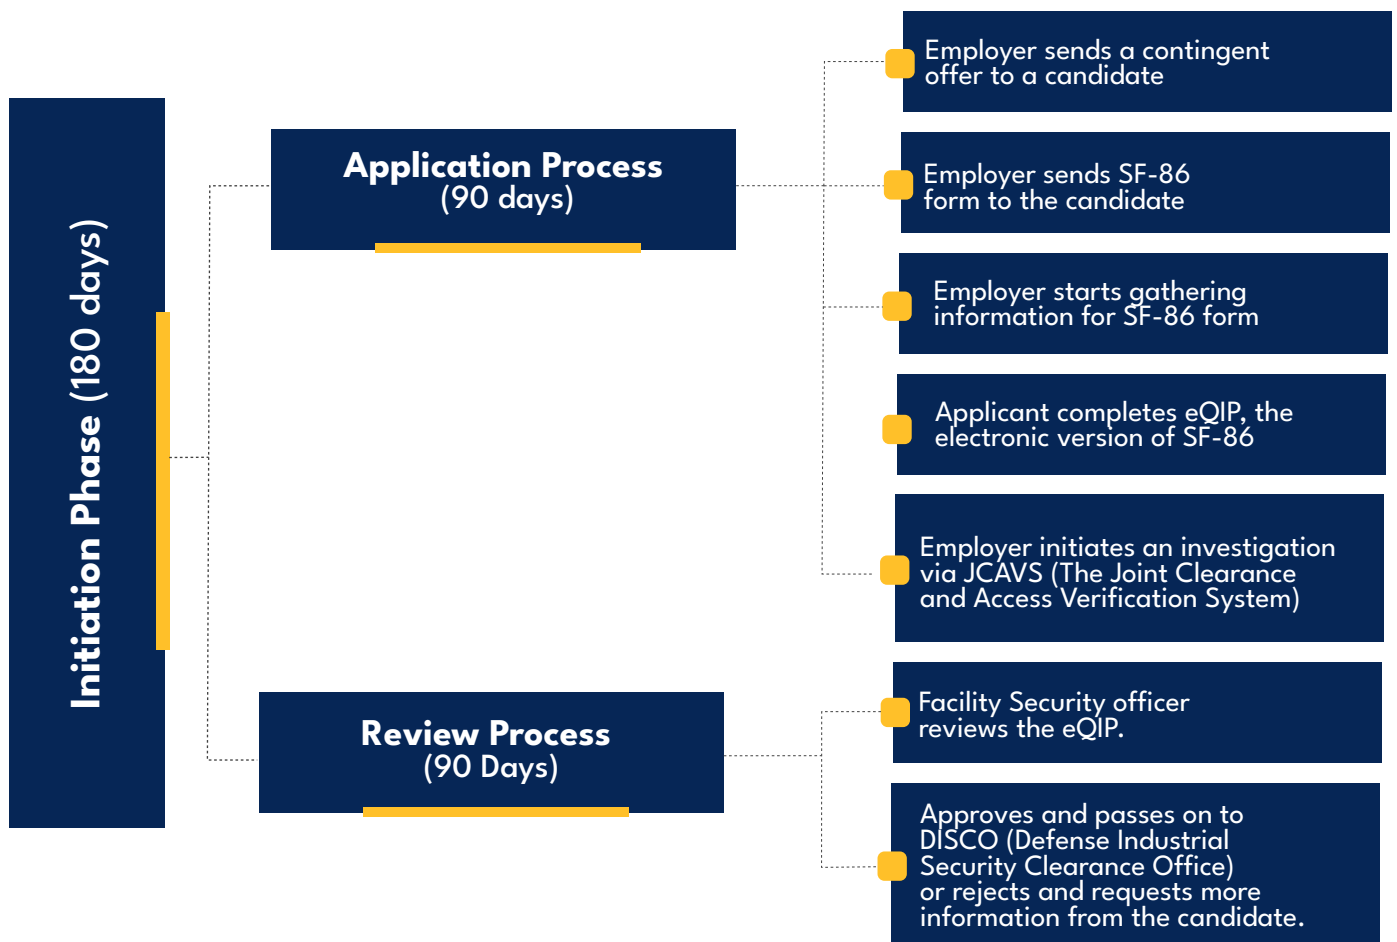 Initiation Phase (180 days)
Application Process
(90 days)
Employer sends a contingent
offer to a candidate
Employer sends SF-86
form to the candidate
Employer starts gathering
information for SF-86 form
Applicant completes eQIP, the
electronic version of SF-86
Employer initiates an investigation
via JCAVS (The Joint Clearance
and Access Verification System)
Review Process
(90 Days)
Facility Security officer
reviews the eQIP.
Approves and passes on to
DISCO (Defense Industrial
Security Clearance Office)
or rejects and requests more
information from the candidate.